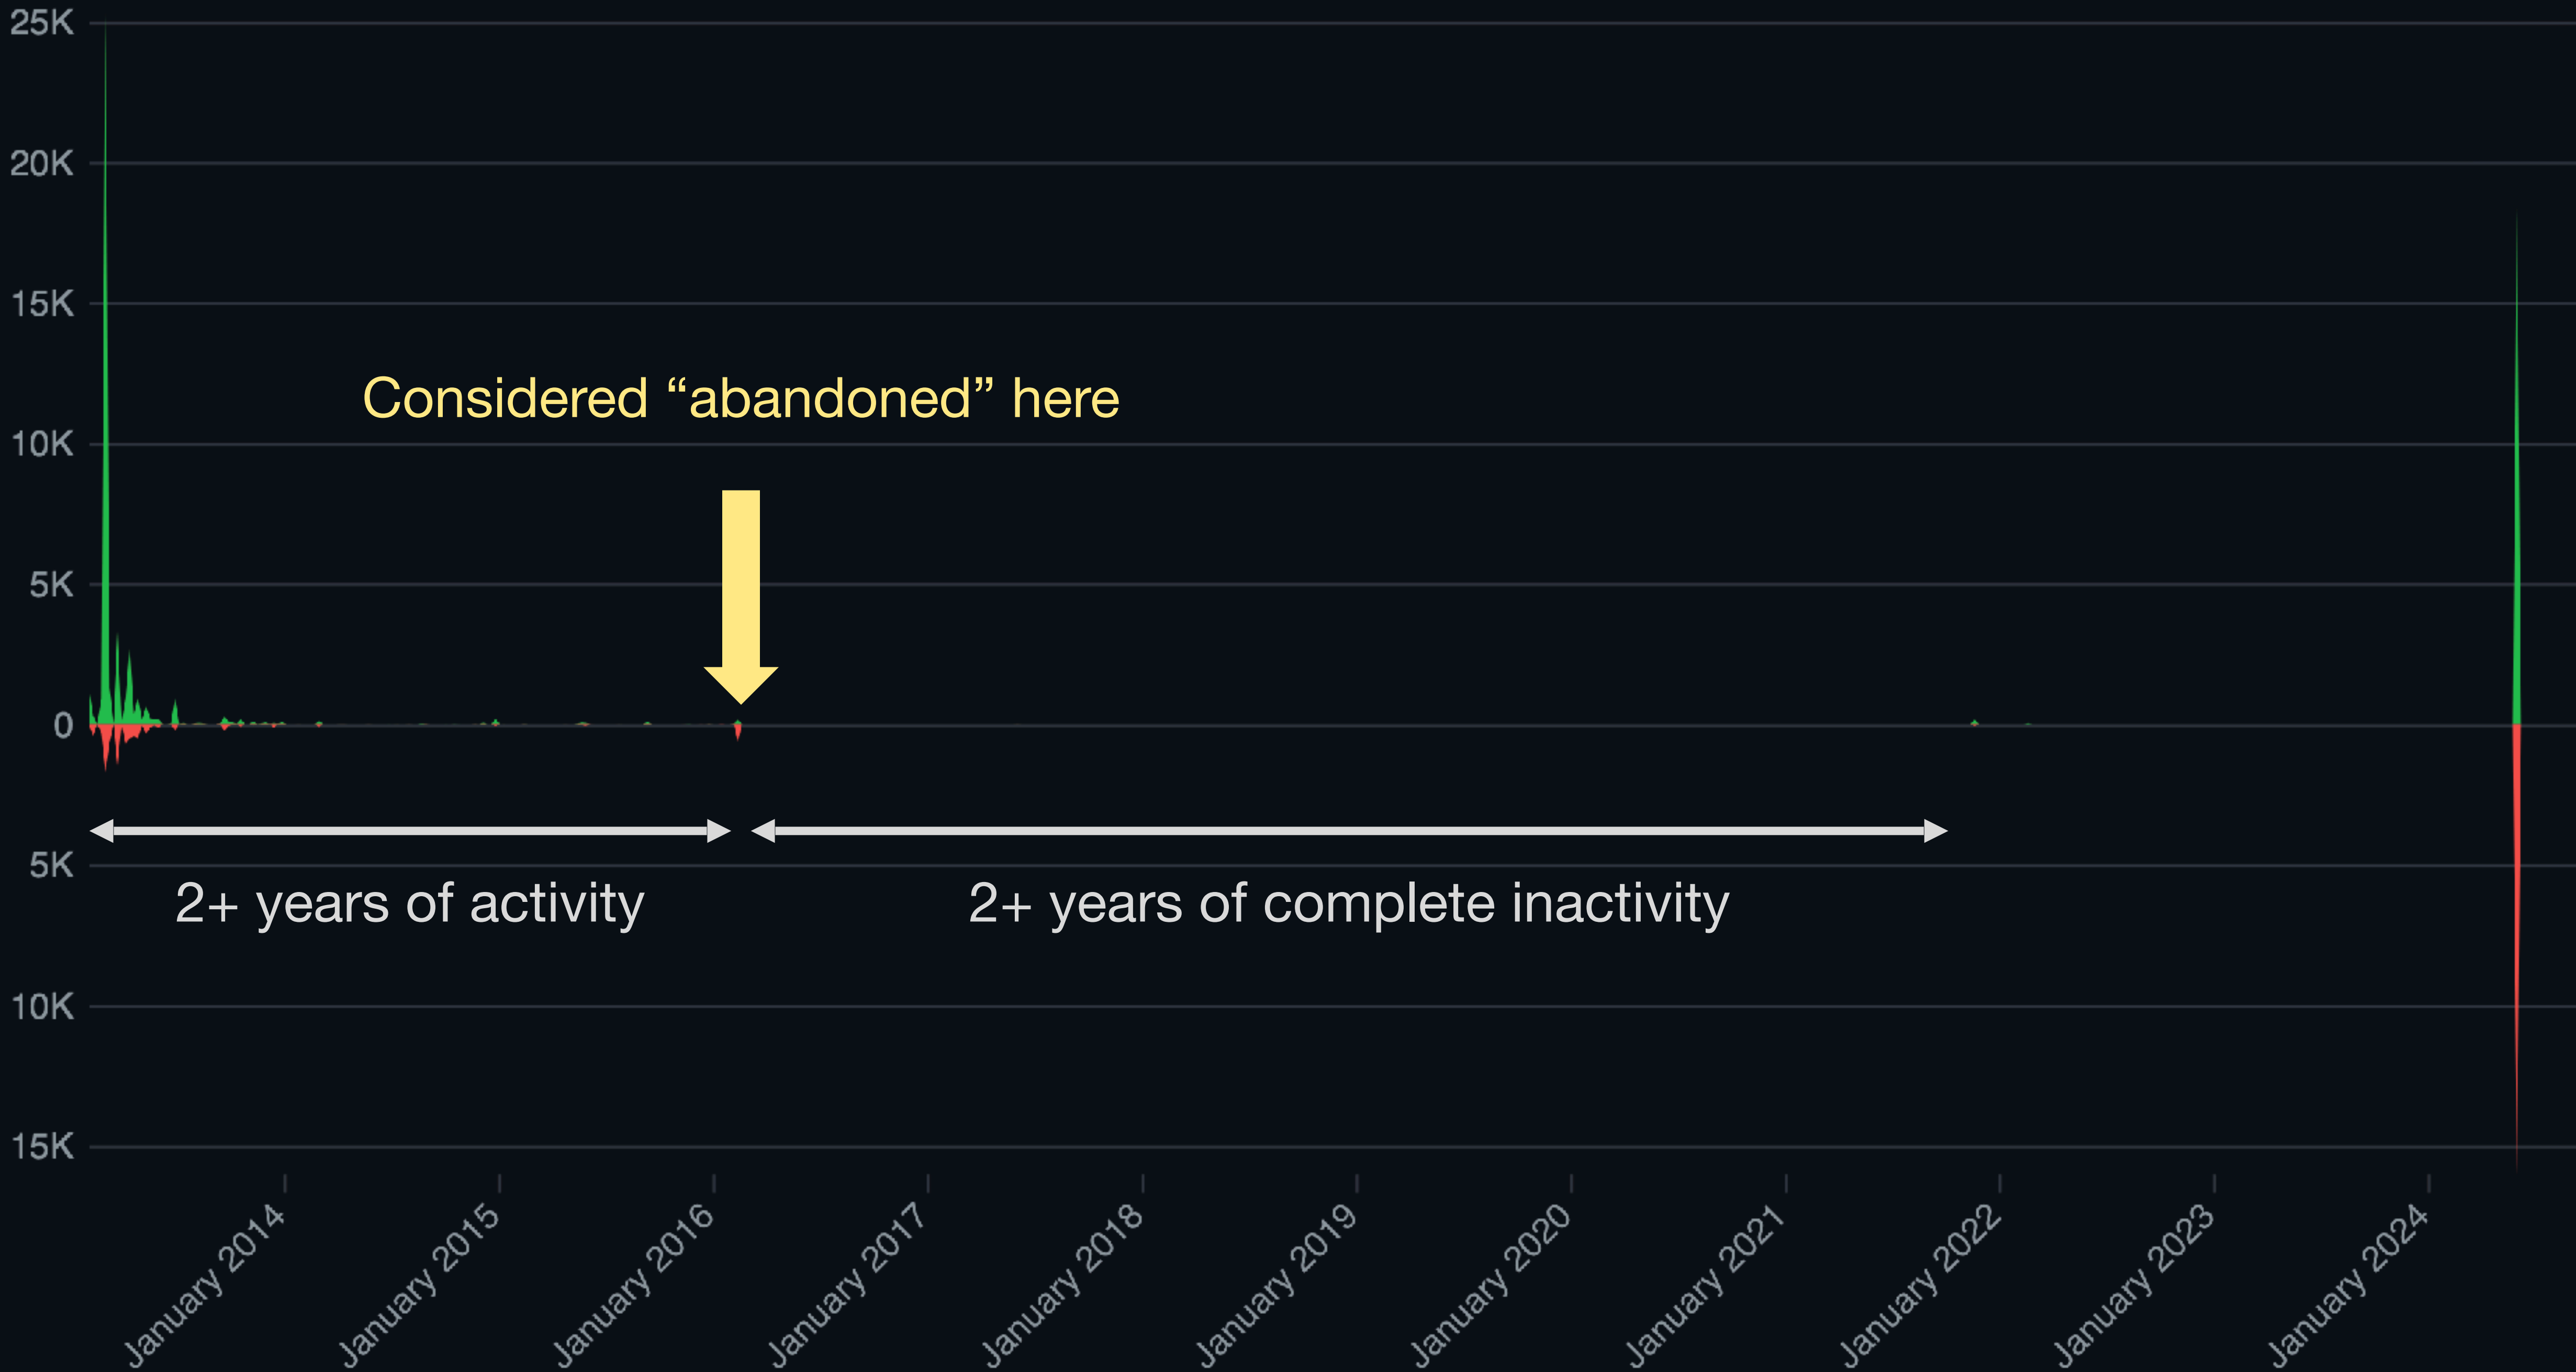 25K
20K
15K
Considered “abandoned” here
10K
5K
0
5K
2+ years of activity
2+ years of complete inactivity
10K
15K
January 2014
January 2015
January 2016
January 2017
January 2018
January 2019
January 2020
January 2021
January 2022
January 2023
January 2024